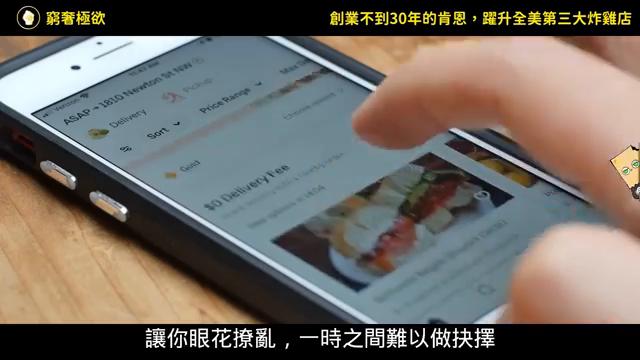 窮奢極欲
創業不到30年的肯恩，躍升全美第三大炸雞店
ASAP → 1810 Newton St NW
Delivery
Pickup
Sort
Price Range
Gold
$0 Delivery Fee
讓你眼花撩亂，一時之間難以做抉擇